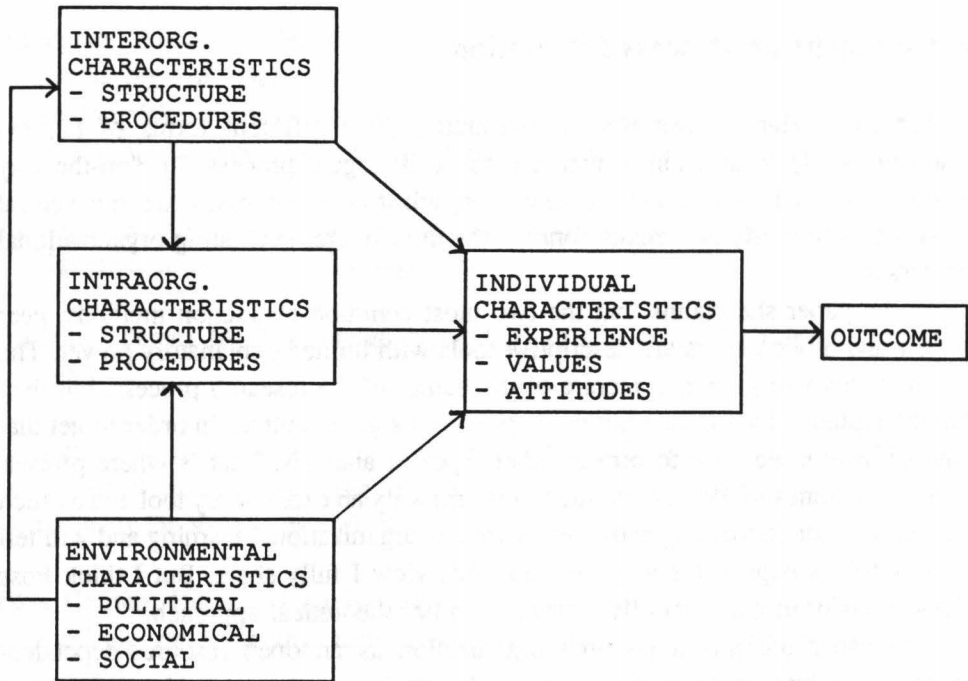 INTERORG.
CHARACTERISTICS
- STRUCTURE
- PROCEDURES
INTRAORG.
CHARACTERISTICS
- STRUCTURE
- PROCEDURES
INDIVIDUAL
CHARACTERISTICS
- EXPERIENCE
- VALUES
- ATTITUDES
OUTCOME
ENVIRONMENTAL
CHARACTERISTICS
- POLITICAL
- ECONOMICAL
- SOCIAL